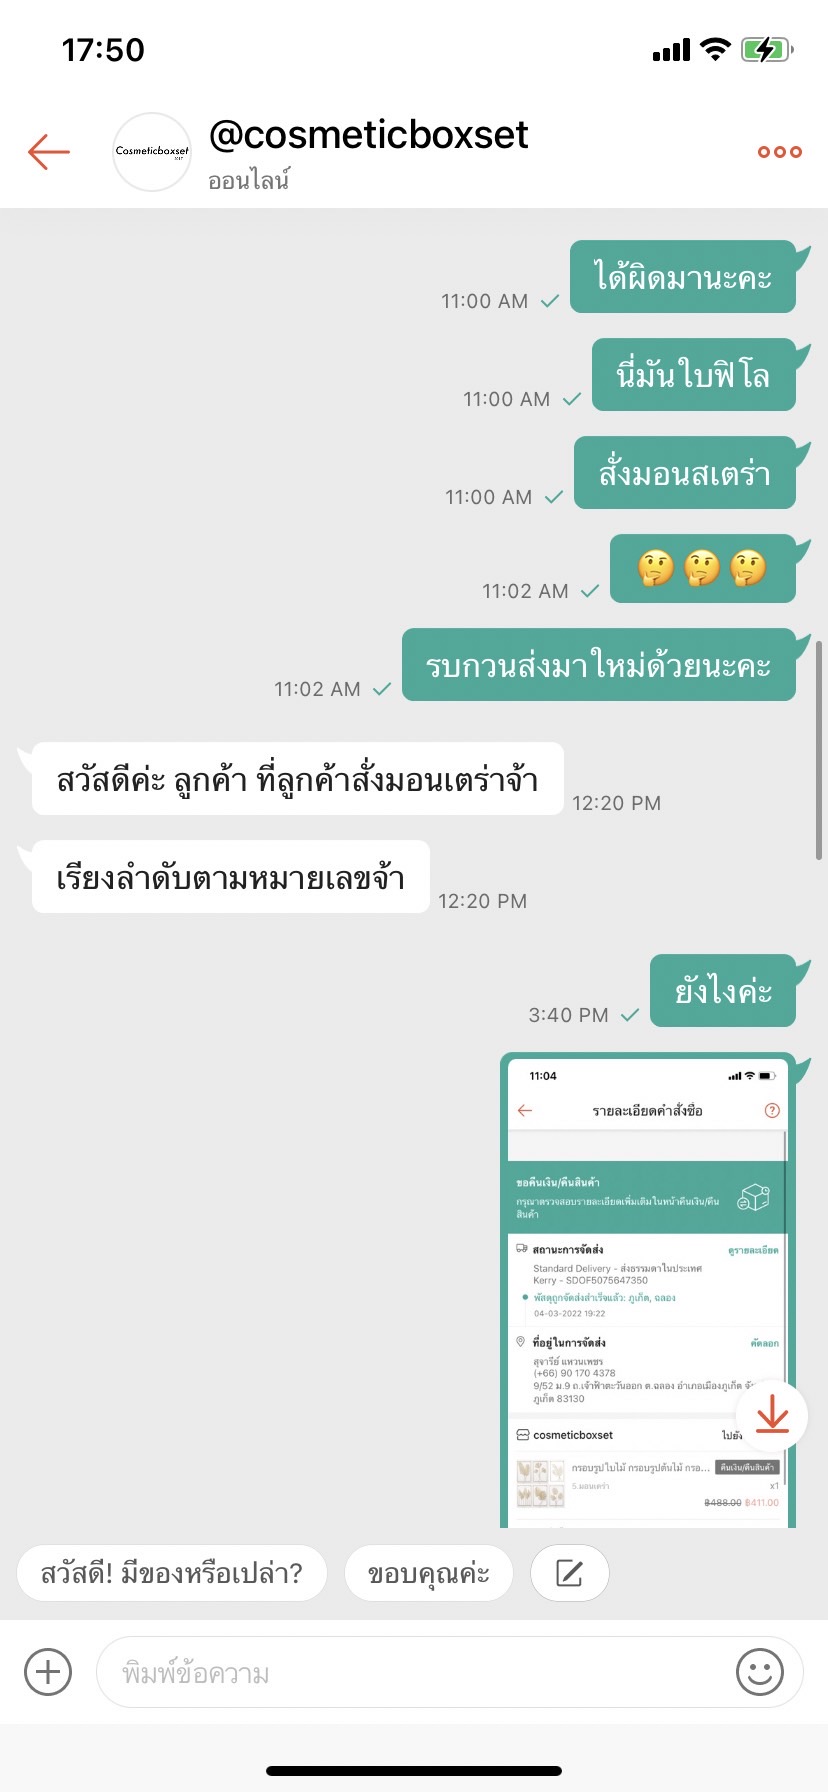 17:50
Cosmeticboxset
@cosmeticboxset
ออนไลน์
ได้ผิดมานะคะ
11:00 AM
นี่มันใบฟิโล
11:00 AM
สั่งมอนสเตร่า
11:00 AM
🤔🤔🤔
11:02 AM
รบกวนส่งมาใหม่ด้วยนะคะ
11:02 AM
สวัสดีค่ะ ลูกค้า ที่ลูกค้าสั่งมอนเตร่าจ้า
12:20 PM
เรียงลำดับตามหมายเลขจ้า
12:20 PM
ยังไงค่ะ
3:40 PM
11:04
รายละเอียดคำสั่งซื้อ
ขอคืนเงิน/คืนสินค้า
กรุณาตรวจสอบรายละเอียดเพิ่มเติมในหน้าคืนเงิน/คืน
สินค้า
สถานะการจัดส่ง
ดูรายละเอียด
Standard Delivery - ส่งธรรมดาในประเทศ
Kerry - SDOF5075647350
พัสดุถูกจัดส่งสำเร็จแล้ว: ภูเก็ต, ฉลอง
04-03-2022 19:22
ที่อยู่ในการจัดส่ง
คัดลอก
สุจารีย์ แหวนเพชร
(+66) 90 170 4378
9/52 ม.9 ถ.เจ้าฟ้าตะวันออก ต.ฉลอง อำเภอเมืองภูเก็ต
ภูเก็ต 83130
cosmeticboxset
กรอบรูปใบไม้ กรอบรูปต้นไม้ กรอ...
คืนเงิน/คืนสินค้า
5.มอนเตร่า
x1
฿488.00 ฿411.00
สวัสดี! มีของหรือเปล่า?
ขอบคุณค่ะ
พิมพ์ข้อความ